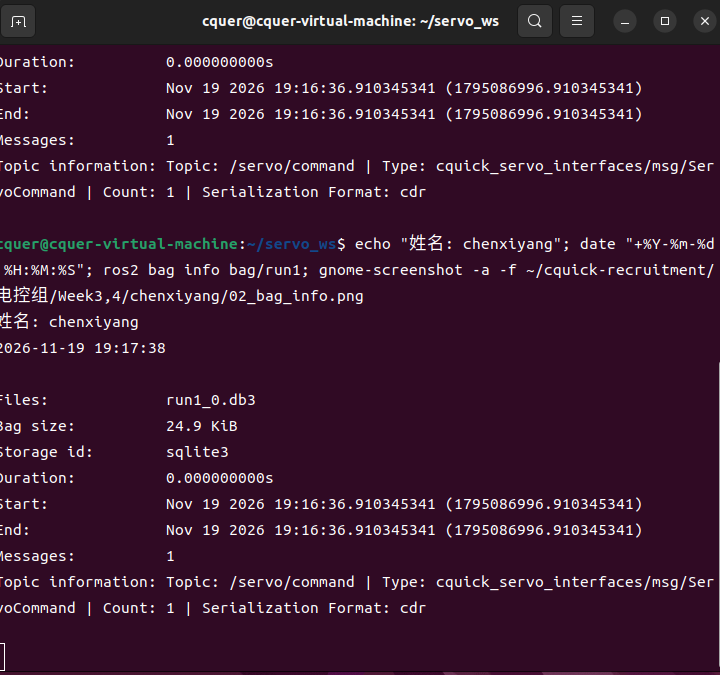 cquer@cquer-virtual-machine: ~/servo_ws
Duration:           0.000000000s
Start:              Nov 19 2026 19:16:36.910345341 (1795086996.910345341)
End:                Nov 19 2026 19:16:36.910345341 (1795086996.910345341)
Messages:           1
Topic information: Topic: /servo/command | Type: cquick_servo_interfaces/msg/Ser
voCommand | Count: 1 | Serialization Format: cdr
cquer@cquer-virtual-machine:~/servo_ws$ echo "姓名: chenxiyang"; date "+%Y-%m-%d
 %H:%M:%S"; ros2 bag info bag/run1; gnome-screenshot -a -f ~/cquick-recruitment/
电控组/Week3,4/chenxiyang/02_bag_info.png
姓名: chenxiyang
2026-11-19 19:17:38
Files:              run1_0.db3
Bag size:           24.9 KiB
Storage id:         sqlite3
Duration:           0.000000000s
Start:              Nov 19 2026 19:16:36.910345341 (1795086996.910345341)
End:                Nov 19 2026 19:16:36.910345341 (1795086996.910345341)
Messages:           1
Topic information: Topic: /servo/command | Type: cquick_servo_interfaces/msg/Ser
voCommand | Count: 1 | Serialization Format: cdr